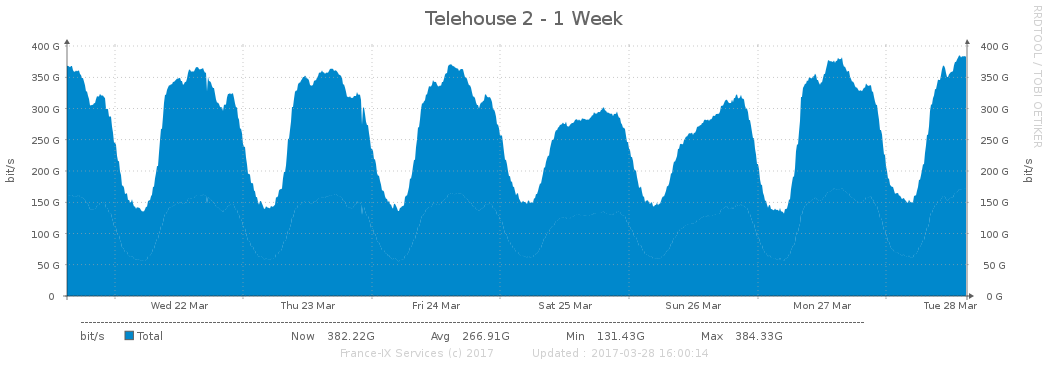 Telehouse 2 - 1 Week
RRDTOOL / TOBI OETIKER
400 G 400 G
350 G 350 G
300 G 300 G
250 G 250 G
200 G 200 G
150 G 150 G
100 G 100 G
50 G 50 G
0 0 G
bit/s bit/s
Wed 22 Mar Thu 23 Mar Fri 24 Mar Sat 25 Mar Sun 26 Mar Mon 27 Mar Tue 28 Mar
bit/s Total Now 382.22G Avg 266.91G Min 131.43G Max 384.33G
France-IX Services (c) 2017 Updated : 2017-03-28 16:00:14